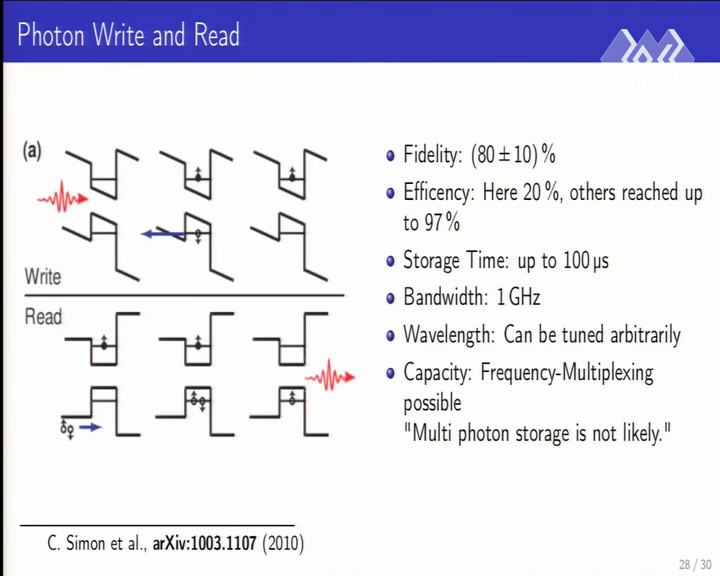 Photon Write and Read
(a)
Write
Read
Fidelity: (80 ± 10) %
Efficency: Here 20 %, others reached up
to 97 %
Storage Time: up to 100 µs
Bandwidth: 1 GHz
Wavelength: Can be tuned arbitrarily
Capacity: Frequency-Multiplexing
possible
"Multi photon storage is not likely."
C. Simon et al., arXiv:1003.1107 (2010)
28 / 30